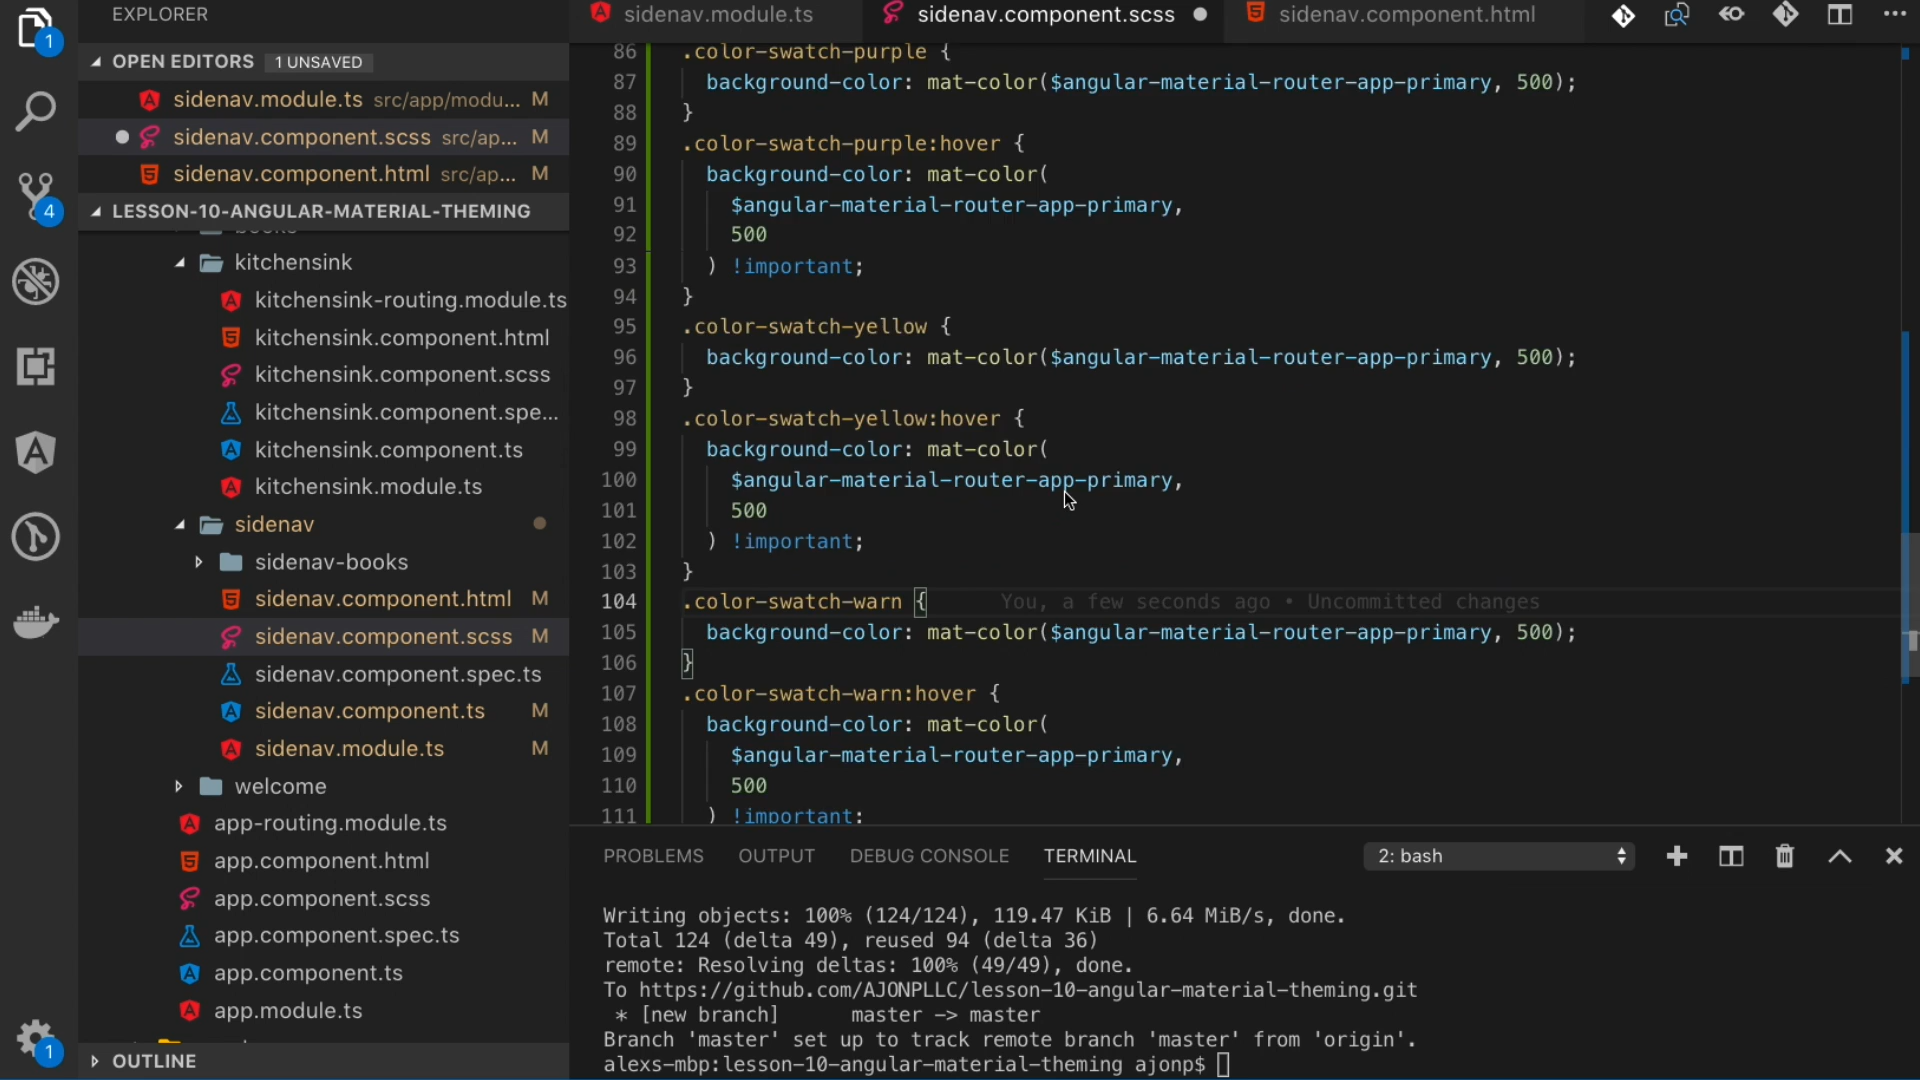 EXPLORER
OPEN EDITORS 1 UNSAVED
sidenav.module.ts src/app/modu... M
sidenav.component.scss src/ap... M
sidenav.component.html src/ap... M
LESSON-10-ANGULAR-MATERIAL-THEMING
books
kitchensink
kitchensink-routing.module.ts
kitchensink.component.html
kitchensink.component.scss
kitchensink.component.spe...
kitchensink.component.ts
kitchensink.module.ts
sidenav
sidenav-books
sidenav.component.html M
sidenav.component.scss M
sidenav.component.spec.ts
sidenav.component.ts M
sidenav.module.ts M
welcome
app-routing.module.ts
app.component.html
app.component.scss
app.component.spec.ts
app.component.ts
app.module.ts
OUTLINE
1
4
1
sidenav.module.ts sidenav.component.scss sidenav.component.html
86 .color-swatch-purple {
87 background-color: mat-color($angular-material-router-app-primary, 500);
88 }
89 .color-swatch-purple:hover {
90 background-color: mat-color(
91 $angular-material-router-app-primary,
92 500
93 ) !important;
94 }
95 .color-swatch-yellow {
96 background-color: mat-color($angular-material-router-app-primary, 500);
97 }
98 .color-swatch-yellow:hover {
99 background-color: mat-color(
100 $angular-material-router-app-primary,
101 500
102 ) !important;
103 }
104 .color-swatch-warn { You, a few seconds ago • Uncommitted changes
105 background-color: mat-color($angular-material-router-app-primary, 500);
106 }
107 .color-swatch-warn:hover {
108 background-color: mat-color(
109 $angular-material-router-app-primary,
110 500
111 ) !important;
PROBLEMS OUTPUT DEBUG CONSOLE TERMINAL 2: bash
Writing objects: 100% (124/124), 119.47 KiB | 6.64 MiB/s, done.
Total 124 (delta 49), reused 94 (delta 36)
remote: Resolving deltas: 100% (49/49), done.
To https://github.com/AJONPLLC/lesson-10-angular-material-theming.git
* [new branch] master -> master
Branch 'master' set up to track remote branch 'master' from 'origin'.
alexs-mbp:lesson-10-angular-material-theming ajonp$